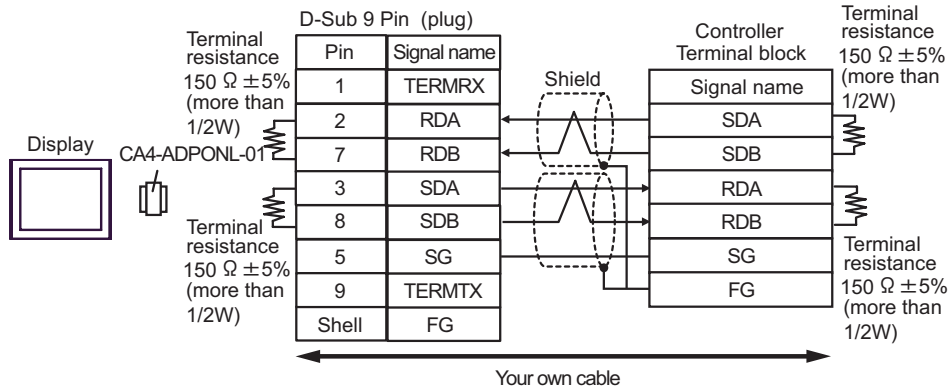 D-Sub 9 Pin (plug)
Terminal
resistance
150 Ω ±5%
(more than
1/2W)
Display
CA4-ADPONL-01
Terminal
resistance
150 Ω ±5%
(more than
1/2W)
Pin Signal name
1 TERMRX
2 RDA
7 RDB
3 SDA
8 SDB
5 SG
9 TERMTX
Shell FG
Shield
Controller
Terminal block
Signal name
SDA
SDB
RDA
RDB
SG
FG
Terminal
resistance
150 Ω ±5%
(more than
1/2W)
Terminal
resistance
150 Ω ±5%
(more than
1/2W)
Your own cable